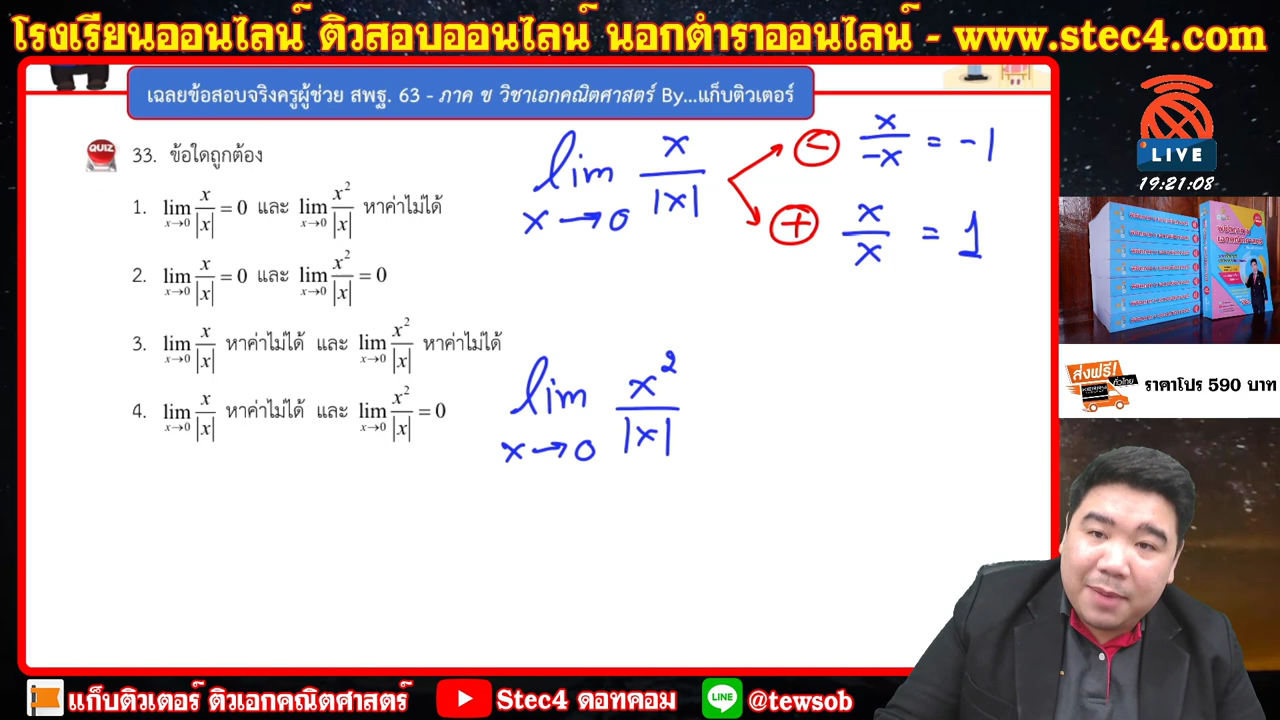 โรงเรียนออนไลน์ ติวสอบออนไลน์ นอกตำราออนไลน์ - www.stec4.com
เฉลยข้อสอบจริงครูผู้ช่วย สพฐ. 63 - ภาค ข วิชาเอกคณิตศาสตร์ By...แก็บติวเตอร์
QUIZ 33. ข้อใดถูกต้อง
1. lim x→0 x/|x| = 0 และ lim x→0 x²/|x| หาค่าไม่ได้
2. lim x→0 x/|x| = 0 และ lim x→0 x²/|x| = 0
3. lim x→0 x/|x| หาค่าไม่ได้ และ lim x→0 x²/|x| หาค่าไม่ได้
4. lim x→0 x/|x| หาค่าไม่ได้ และ lim x→0 x²/|x| = 0
lim x→0 x/|x|
− x/-x = -1
+ x/x = 1
lim x→0 x²/|x|
LIVE
19:21:08
ส่งฟรี!
ทั่วไทย
ราคาโปร 590 บาท
แก็บติวเตอร์ ติวเอกคณิตศาสตร์
Stec4 ดอทคอม
LINE @tewsob